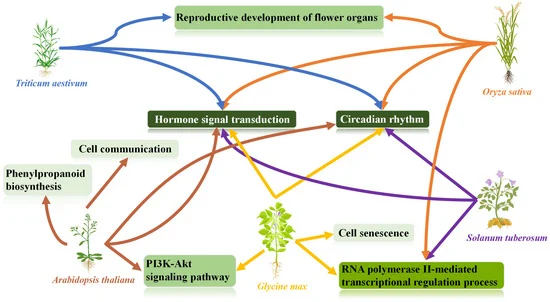 Reproductive development of flower organs
Triticum aestivum
Oryza sativa
Hormone signal transduction
Circadian rhythm
Cell communication
Phenylpropanoid
biosynthesis
Cell senescence
Solanum tuberosum
PI3K-Akt
signaling pathway
RNA polymerase II-mediated
transcriptional regulation process
Arabidopsis thaliana
Glycine max